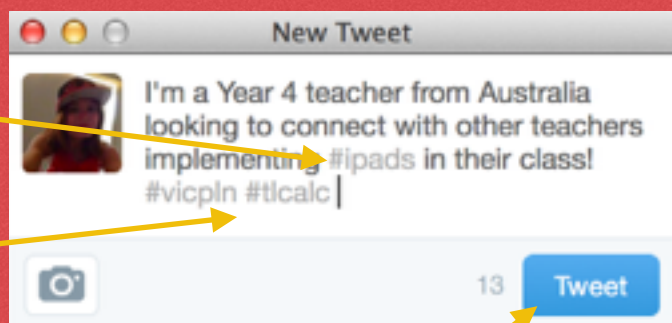 New Tweet
I'm a Year 4 teacher from Australia
looking to connect with other teachers
implementing #ipads in their class!
#vicpln #tlcalc
13
Tweet